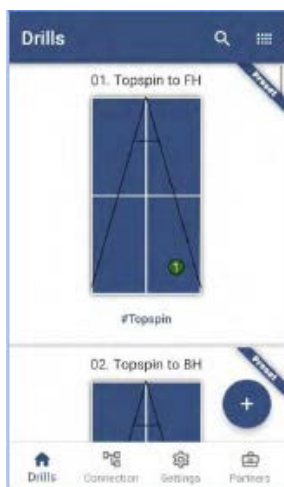 Drills
01. Topspin to FH
Preset
1
#Topspin
02. Topspin to BH
Preset
+
Drills
Connection
Settings
Partners